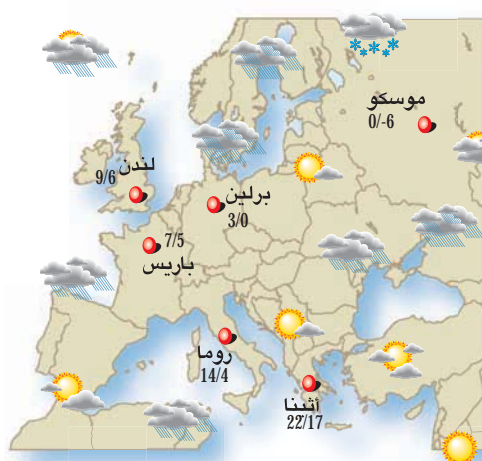 موسكو
0/-6
لندن
9/6
برلين
3/0
7/5
باريس
روما
14/4
أثينا
22/17